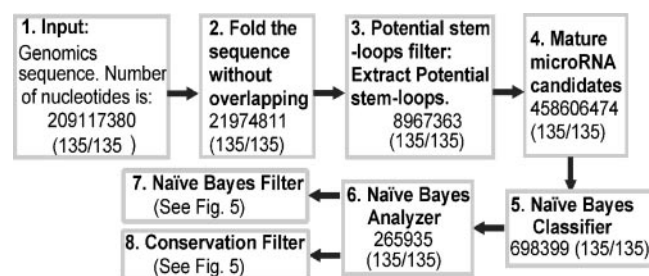 1. Input:
Genomics
sequence. Number
of nucleotides is:
209117380
(135/135 )
2. Fold the
sequence
without
overlapping
21974811
(135/135)
3. Potential stem
-loops filter:
Extract Potential
stem-loops.
8967363
(135/135)
4. Mature
microRNA
candidates
458606474
(135/135)
5. Naïve Bayes
Classifier
698399 (135/135)
6. Naïve Bayes
Analyzer
265935
(135/135)
7. Naïve Bayes Filter
(See Fig. 5)
8. Conservation Filter
(See Fig. 5)